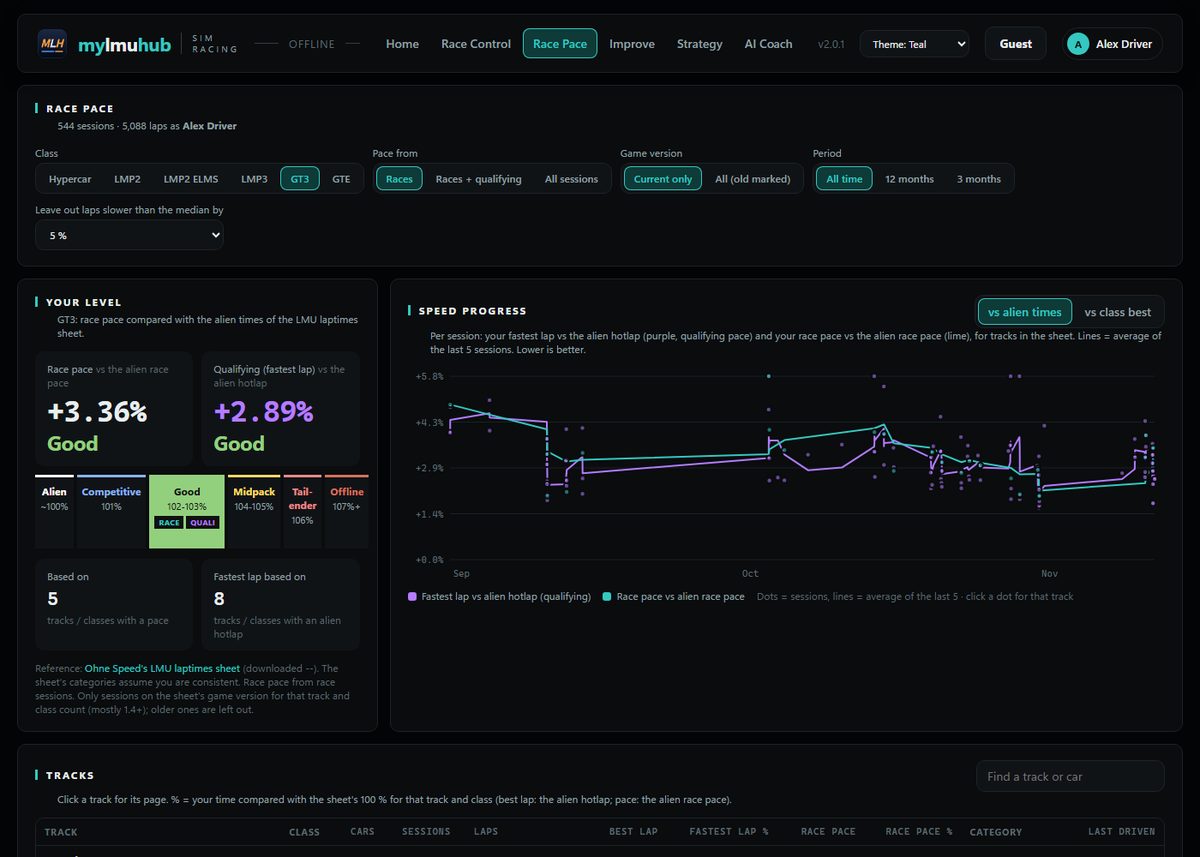 MLH mylmuhub SIM RACING OFFLINE Home Race Control Race Pace Improve Strategy AI Coach v2.0.1 Theme: Teal Guest A Alex Driver
RACE PACE
544 sessions · 5,088 laps as Alex Driver
Class Pace from Game version Period
Hypercar LMP2 LMP2 ELMS LMP3 GT3 GTE Races Races + qualifying All sessions Current only All (old marked) All time 12 months 3 months
Leave out laps slower than the median by
5 %
YOUR LEVEL
GT3: race pace compared with the alien times of the LMU laptimes
sheet.
Race pace vs the alien race
pace
+3.36%
Good
Qualifying (fastest lap) vs the
alien hotlap
+2.89%
Good
Alien
~100%
Competitive
101%
Good
102-103%
RACE QUALI
Midpack
104-105%
Tail-
ender
106%
Offline
107%+
Based on
5
tracks / classes with a pace
Fastest lap based on
8
tracks / classes with an alien
hotlap
Reference: Ohne Speed's LMU laptimes sheet (downloaded --). The
sheet's categories assume you are consistent. Race pace from race
sessions. Only sessions on the sheet's game version for that track and
class count (mostly 1.4+); older ones are left out.
SPEED PROGRESS
vs alien times vs class best
Per session: your fastest lap vs the alien hotlap (purple, qualifying pace) and your race pace vs the alien race pace (lime), for tracks in the sheet. Lines = average of
the last 5 sessions. Lower is better.
+5.8%
+4.3%
+2.9%
+1.4%
+0.0%
Sep Oct Nov
Fastest lap vs alien hotlap (qualifying) Race pace vs alien race pace Dots = sessions, lines = average of the last 5 · click a dot for that track
TRACKS
Find a track or car
Click a track for its page. % = your time compared with the sheet's 100 % for that track and class (best lap: the alien hotlap; pace: the alien race pace).
TRACK CLASS CARS SESSIONS LAPS BEST LAP FASTEST LAP % RACE PACE RACE PACE % CATEGORY LAST DRIVEN